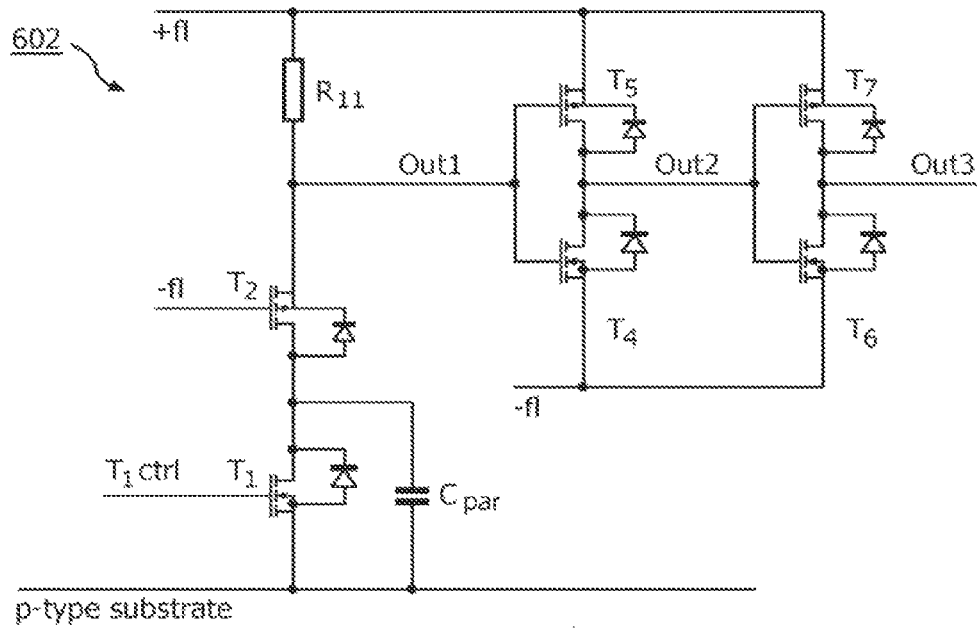 602
+fl
R11
T5
T7
Out1
Out2
Out3
-fl
T2
T4
T6
-fl
T1 ctrl
T1
C par
p-type substrate